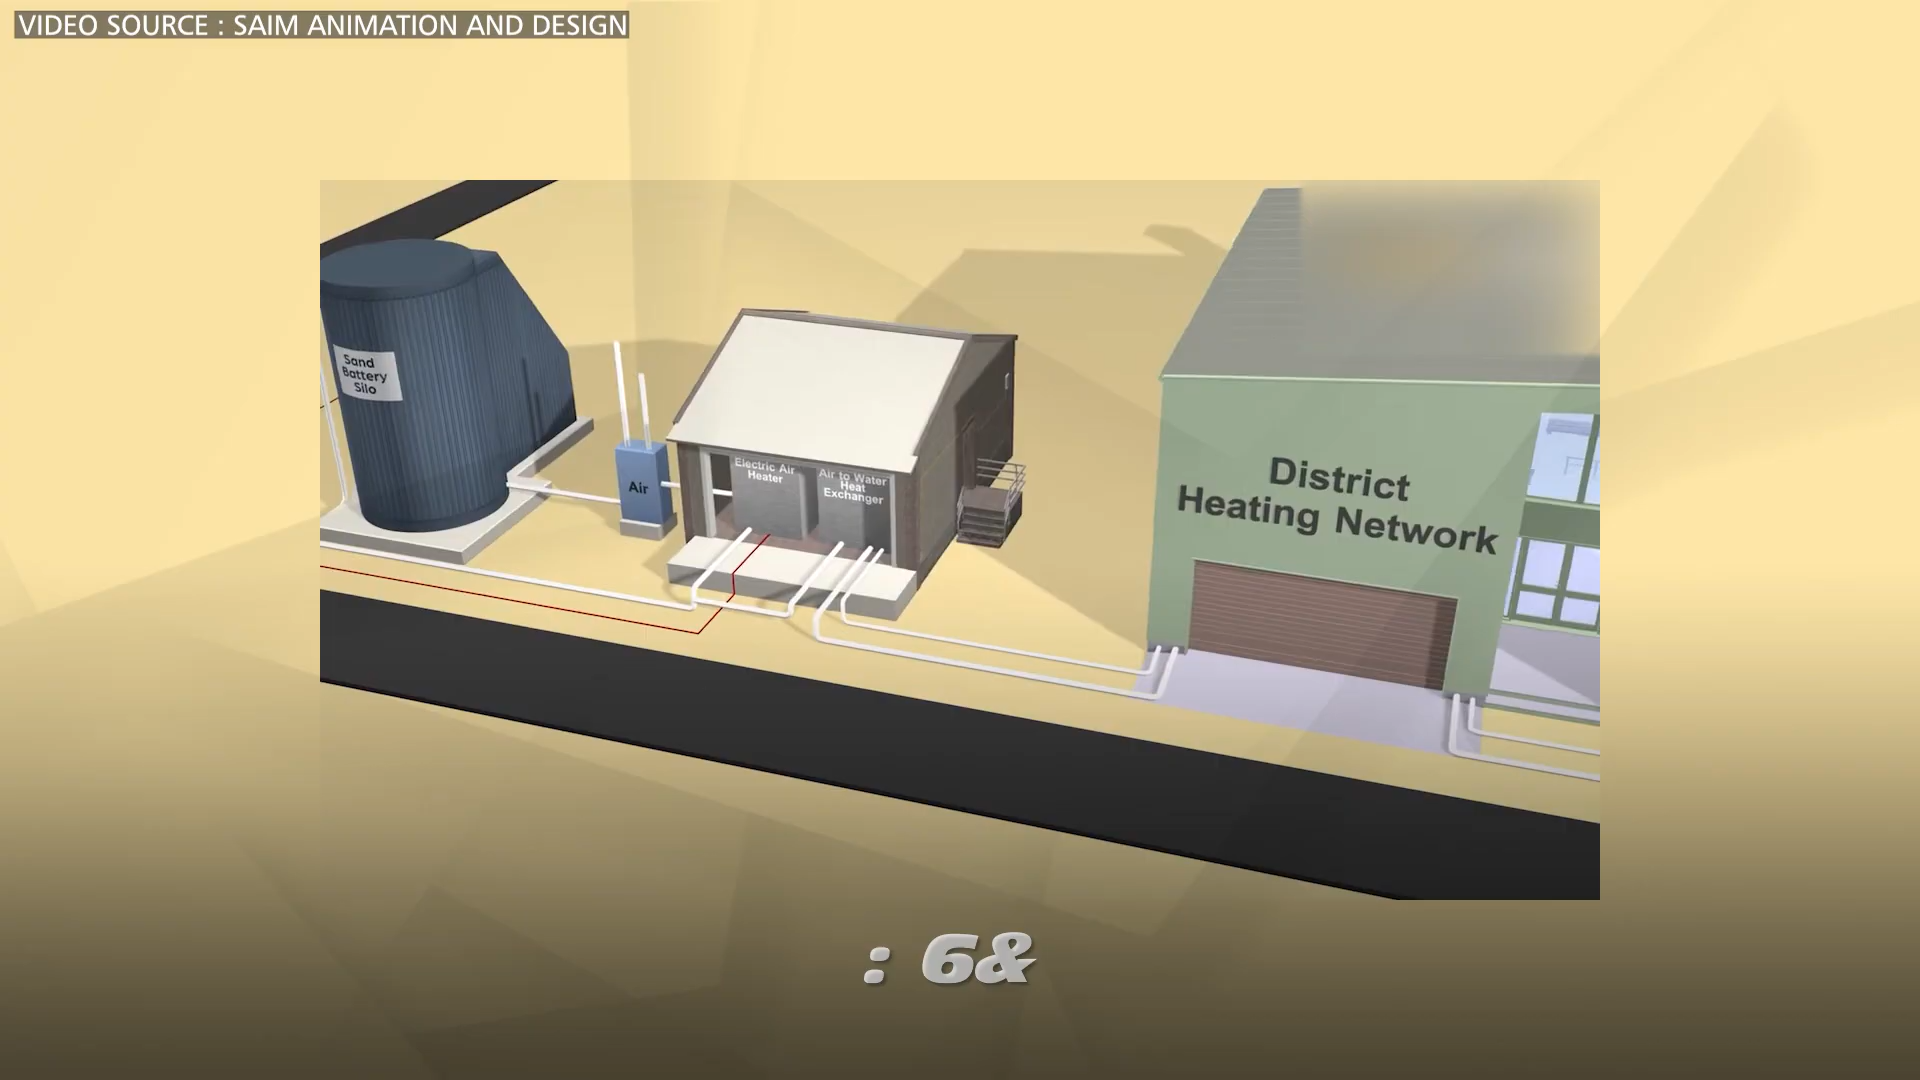 VIDEO SOURCE : SAIM ANIMATION AND DESIGN
Sand
Battery
Silo
Air
Electric Air
Heater
Air to Water
Heat
Exchanger
District
Heating Network
: 6&